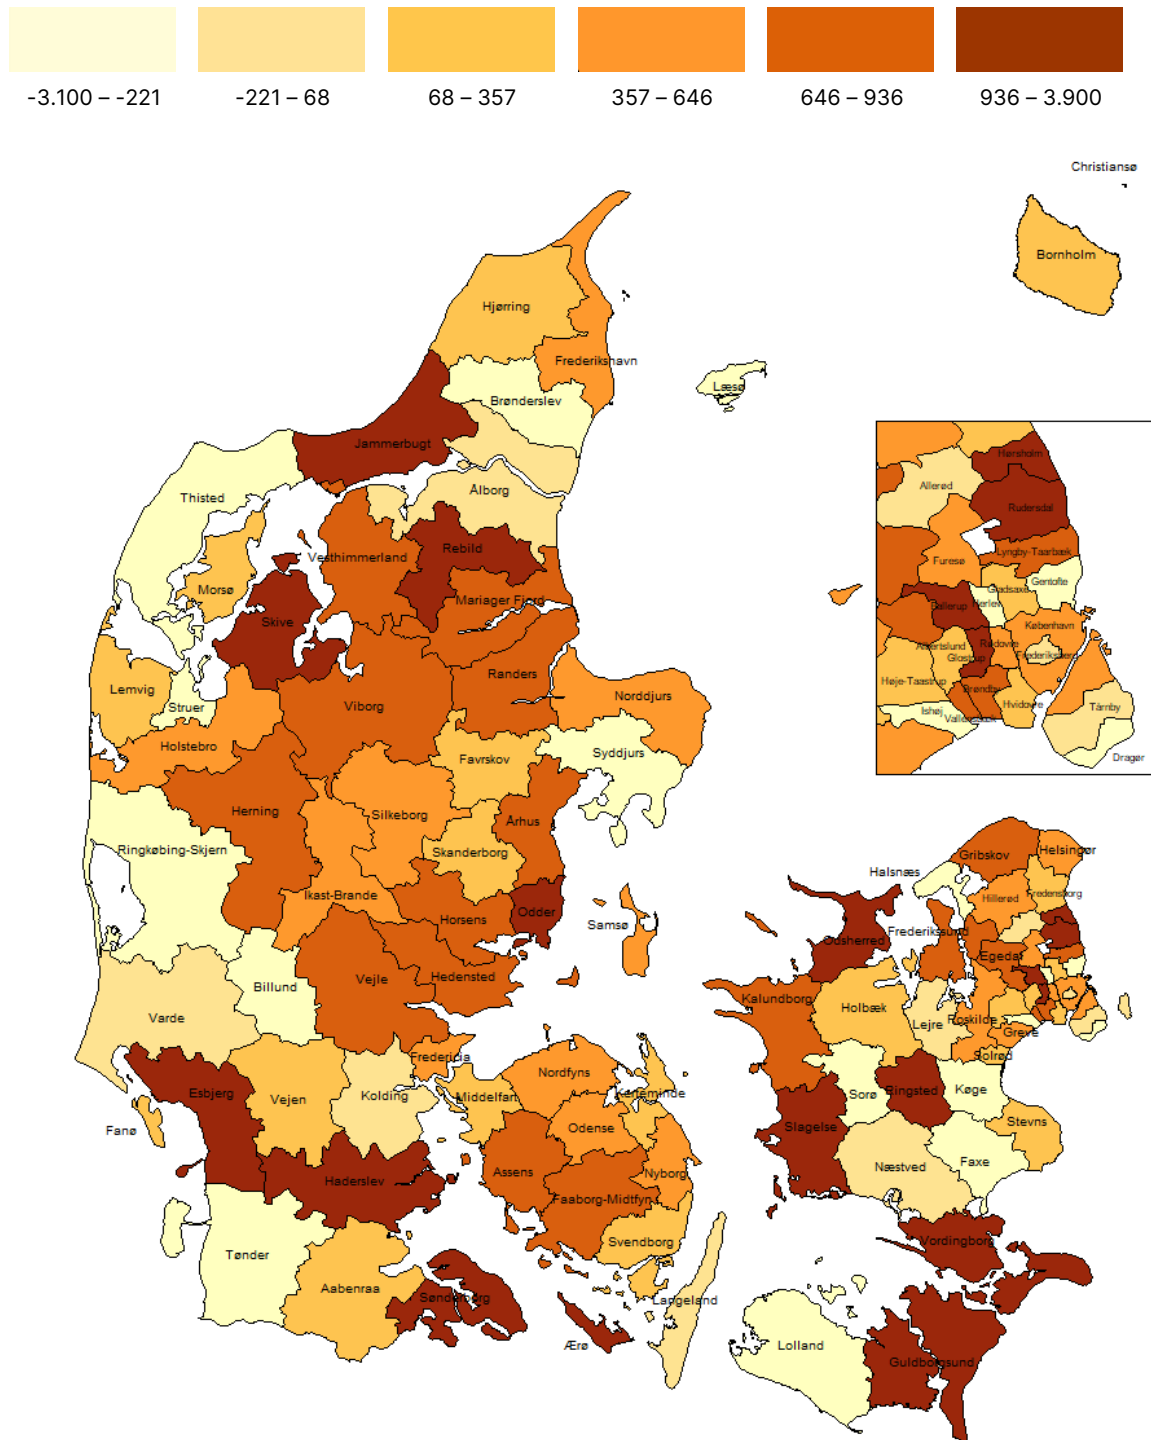 -3.100 – -221
-221 – 68
68 – 357
357 – 646
646 – 936
936 – 3.900
Christiansø
Bornholm
Hjørring
Frederikshavn
Læsø
Brønderslev
Jammerbugt
Thisted
Ålborg
Vesthimmerland
Rebild
Morsø
Mariager Fjord
Skive
Randers
Lemvig
Norddjurs
Struer
Viborg
Holstebro
Syddjurs
Favrskov
Herning
Silkeborg
Århus
Ringkøbing-Skjern
Skanderborg
Ikast-Brande
Odder
Horsens
Samsø
Hedensted
Vejle
Billund
Varde
Fredericia
Nordfyns
Esbjerg
Vejen
Kolding
Middelfart
Kerteminde
Fanø
Odense
Assens
Nyborg
Haderslev
Faaborg-Midtfyn
Svendborg
Tønder
Aabenraa
Sønderborg
Langeland
Ærø
Hørsholm
Allerød
Rudersdal
Lyngby-Taarbæk
Furesø
Gentofte
Gladsaxe
Herlev
Ballerup
København
Rødovre
Albertslund
Frederiksberg
Glostrup
Høje-Taastrup
Brøndby
Hvidovre
Tårnby
Ishøj
Vallensbæk
Dragør
Gribskov
Helsingør
Halsnæs
Fredensborg
Hillerød
Frederikssund
Odsherred
Egedal
Kalundborg
Holbæk
Lejre
Roskilde
Greve
Solrød
Sorø
Ringsted
Køge
Slagelse
Stevns
Næstved
Faxe
Vordingborg
Lolland
Guldborgsund